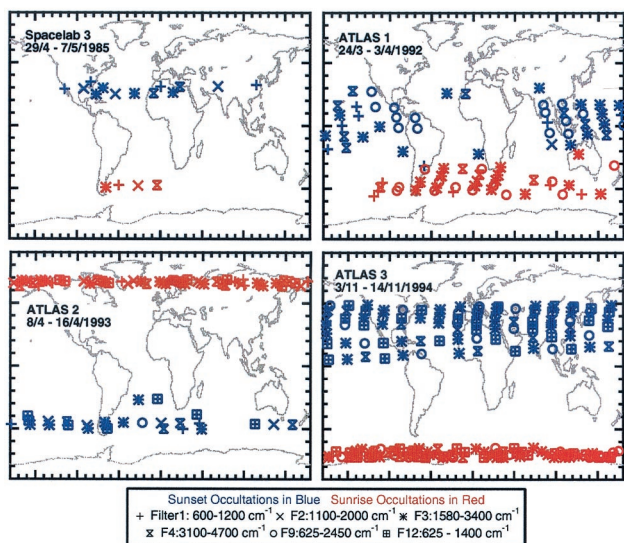 Spacelab 3
29/4 - 7/5/1985
ATLAS 1
24/3 - 3/4/1992
ATLAS 2
8/4 - 16/4/1993
ATLAS 3
3/11 - 14/11/1994
Sunset Occultations in Blue Sunrise Occultations in Red
+ Filter1: 600-1200 cm⁻¹ × F2:1100-2000 cm⁻¹ ⁎ F3:1580-3400 cm⁻¹
⧖ F4:3100-4700 cm⁻¹ ○ F9:625-2450 cm⁻¹ ⊞ F12:625 - 1400 cm⁻¹